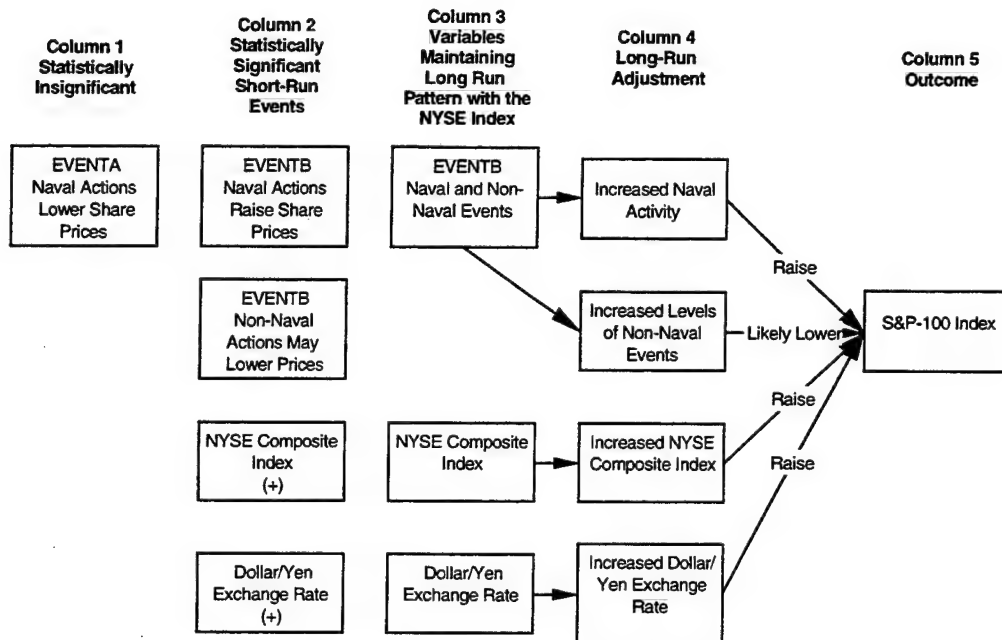 Column 1
Statistically
Insignificant
Column 2
Statistically
Significant
Short-Run
Events
Column 3
Variables
Maintaining
Long Run
Pattern with the
NYSE Index
Column 4
Long-Run
Adjustment
Column 5
Outcome
EVENTA
Naval Actions
Lower Share
Prices
EVENTB
Naval Actions
Raise Share
Prices
EVENTB
Naval and Non-
Naval Events
Increased Naval
Activity
Raise
EVENTB
Non-Naval
Actions May
Lower Prices
Increased Levels
of Non-Naval
Events
Likely Lower
S&P-100 Index
Raise
NYSE Composite
Index
(+)
NYSE Composite
Index
Increased NYSE
Composite Index
Raise
Dollar/Yen
Exchange Rate
(+)
Dollar/Yen
Exchange Rate
Increased Dollar/
Yen Exchange
Rate